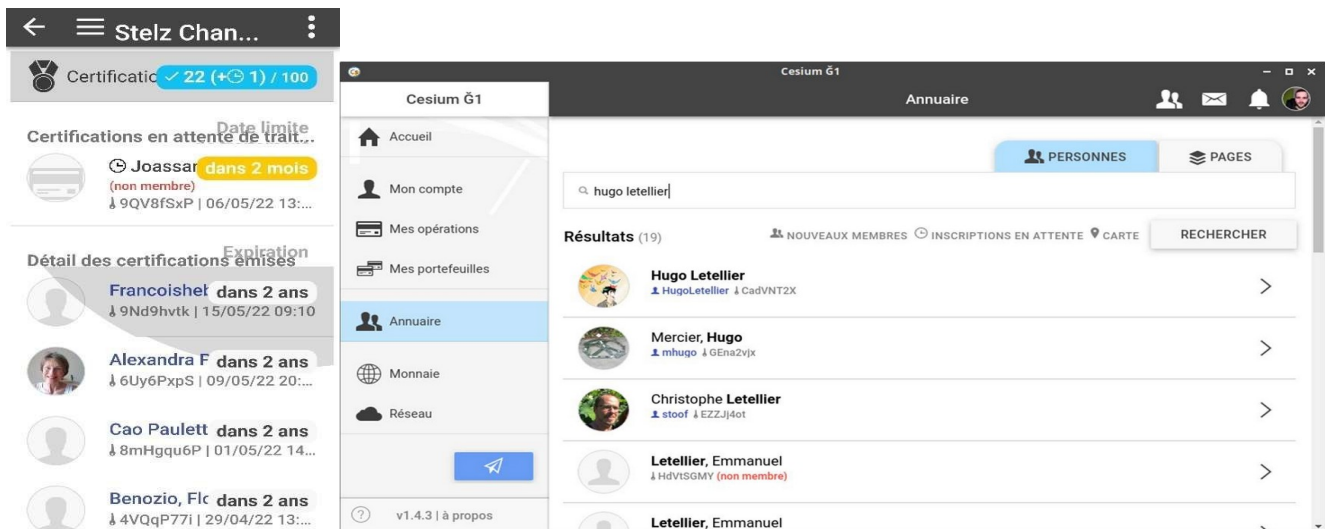 Stelz Chan...
Certificatic ✓ 22 (+ 1) / 100
Date limite
Certifications en attente de trait...
Joassar dans 2 mois
(non membre)
9QV8fSxP | 06/05/22 13:...
Expiration
Détail des certifications émises
Francoisheb dans 2 ans
9Nd9hvtk | 15/05/22 09:10
Alexandra F dans 2 ans
6Uy6PxpS | 09/05/22 20:...
Cao Paulett dans 2 ans
8mHgqu6P | 01/05/22 14...
Benozio, Flc dans 2 ans
4VQqP77i | 29/04/22 13:...
Cesium Ğ1
Cesium Ğ1
Annuaire
Accueil
Mon compte
Mes opérations
Mes portefeuilles
Annuaire
Monnaie
Réseau
v1.4.3 | à propos
PERSONNES
PAGES
hugo letellier
Résultats (19)
NOUVEAUX MEMBRES INSCRIPTIONS EN ATTENTE CARTE
RECHERCHER
Hugo Letellier
HugoLetellier CadVNT2X
Mercier, Hugo
mhugo GEna2vjx
Christophe Letellier
stoof EZZJj4ot
Letellier, Emmanuel
HdVtSGMY (non membre)
Letellier, Emmanuel